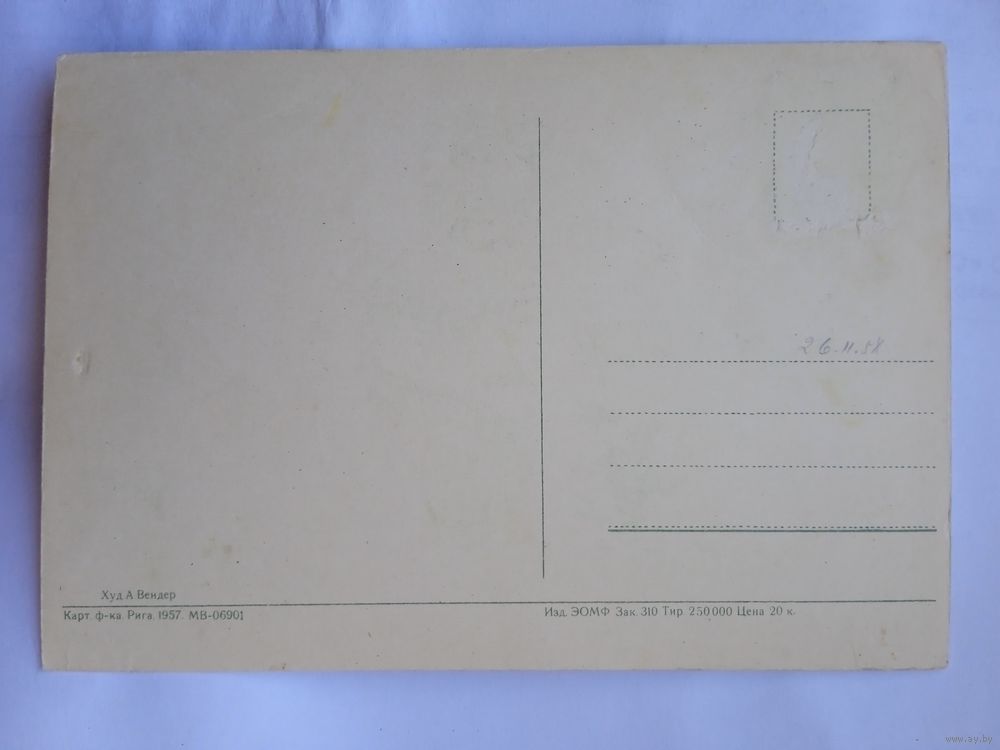 26.11.58
Худ А Вендер
Карт. ф-ка. Рига. 1957. МВ-06901
Изд. ЭОМФ Зак. 310 Тир. 250 000 Цена 20 к.
www.ay.by